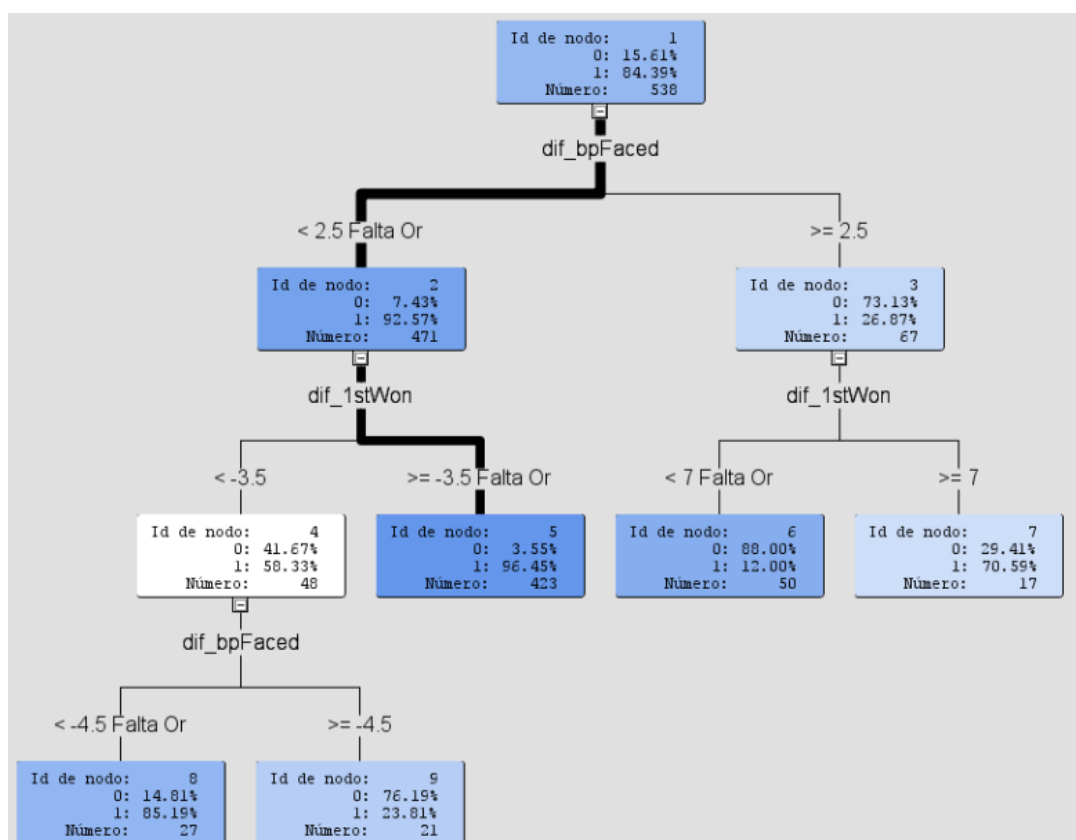 Id de nodo: 1
0: 15.61%
1: 84.39%
Número: 538
dif_bpFaced
< 2.5 Falta Or
>= 2.5
Id de nodo: 2
0: 7.43%
1: 92.57%
Número: 471
Id de nodo: 3
0: 73.13%
1: 26.87%
Número: 67
dif_1stWon
dif_1stWon
< -3.5
>= -3.5 Falta Or
< 7 Falta Or
>= 7
Id de nodo: 4
0: 41.67%
1: 58.33%
Número: 48
Id de nodo: 5
0: 3.55%
1: 96.45%
Número: 423
Id de nodo: 6
0: 88.00%
1: 12.00%
Número: 50
Id de nodo: 7
0: 29.41%
1: 70.59%
Número: 17
dif_bpFaced
< -4.5 Falta Or
>= -4.5
Id de nodo: 8
0: 14.81%
1: 85.19%
Número: 27
Id de nodo: 9
0: 76.19%
1: 23.81%
Número: 21